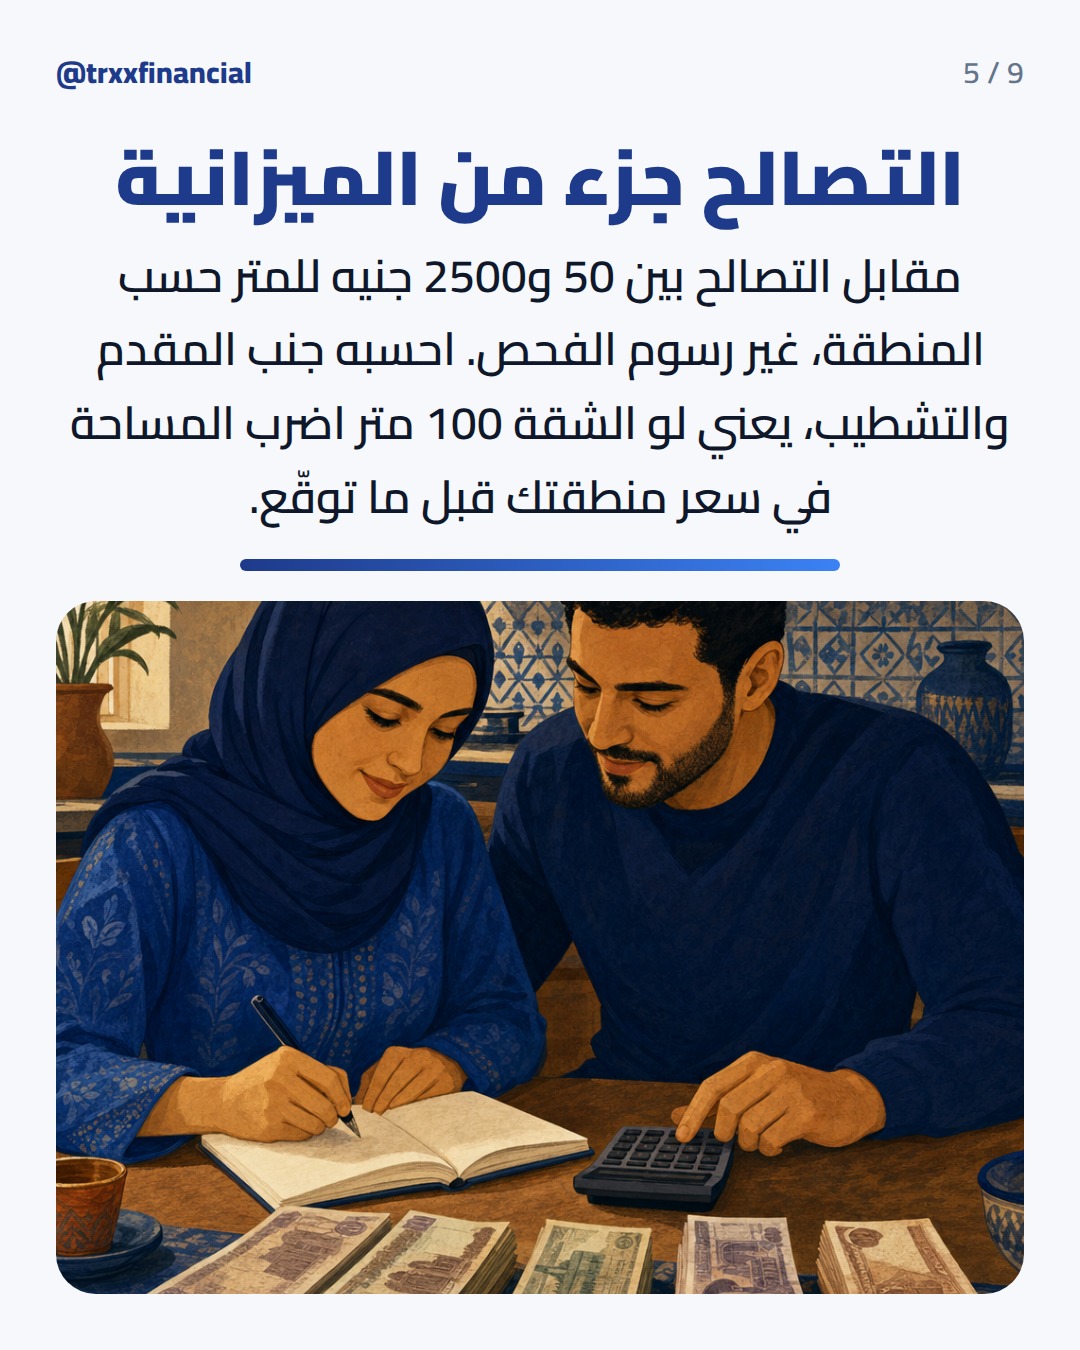 @trxxfinancial
5 / 9
التصالح جزء من الميزانية
مقابل التصالح بين 50 و2500 جنيه للمتر حسب
المنطقة، غير رسوم الفحص. احسبه جنب المقدم
والتشطيب، يعني لو الشقة 100 متر اضرب المساحة
في سعر منطقتك قبل ما توقّع.